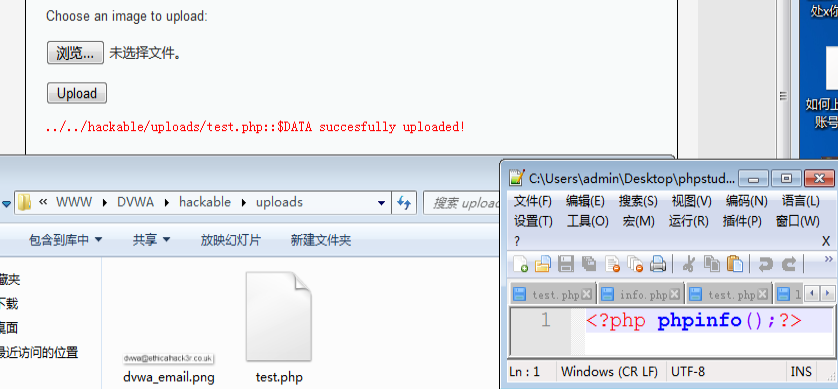 Choose an image to upload:
浏览... 未选择文件。
Upload
../../hackable/uploads/test.php::$DATA succesfully uploaded!
处x你
如何上
账号
« WWW DVWA hackable uploads
搜索 upload
包含到库中 共享 放映幻灯片 新建文件夹
藏夹
下载
桌面
最近访问的位置
dvwa@ethicalhack3r.co.uk
dvwa_email.png
test.php
C:\Users\admin\Desktop\phpstud...
文件(F) 编辑(E) 搜索(S) 视图(V) 编码(N) 语言(L)
设置(T) 工具(O) 宏(M) 运行(R) 插件(P) 窗口(W)
? X
test.php info.php test.php 1
1 <?php phpinfo();?>
Ln : 1 Windows (CR LF) UTF-8 INS